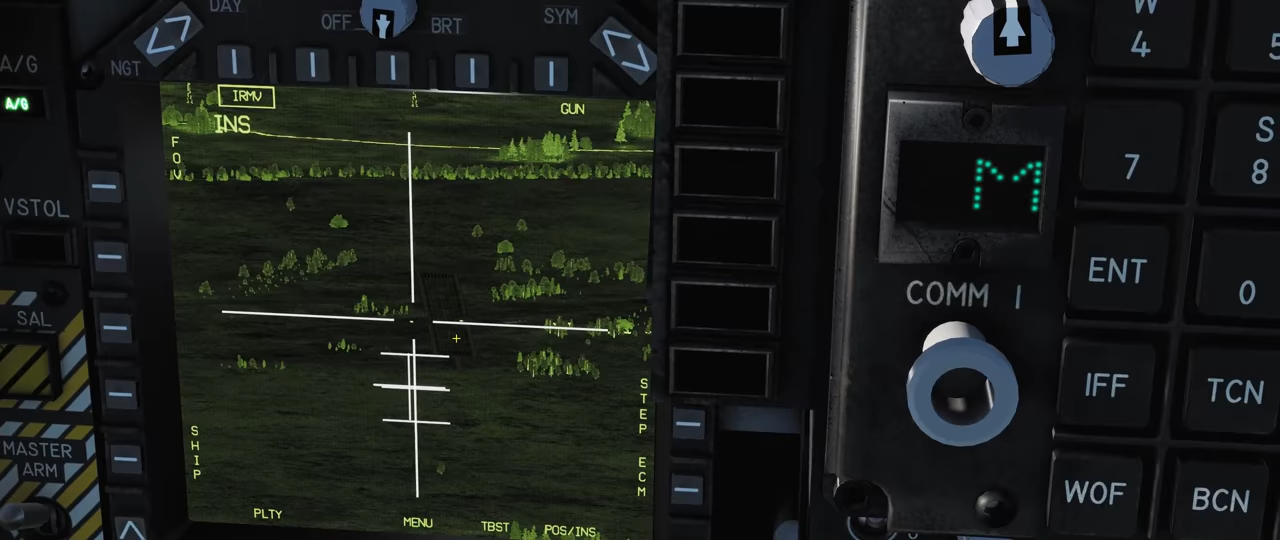 DAY
OFF
BRT
SYM
NGT
A/G
A/G
VSTOL
SAL
MASTER
ARM
IRMV
INS
GUN
FOV
SHIP
STEP
ECM
PLTY
MENU
TBST
POS/INS
M
COMM 1
W
4
5
7
S
8
ENT
0
IFF
TCN
WOF
BCN